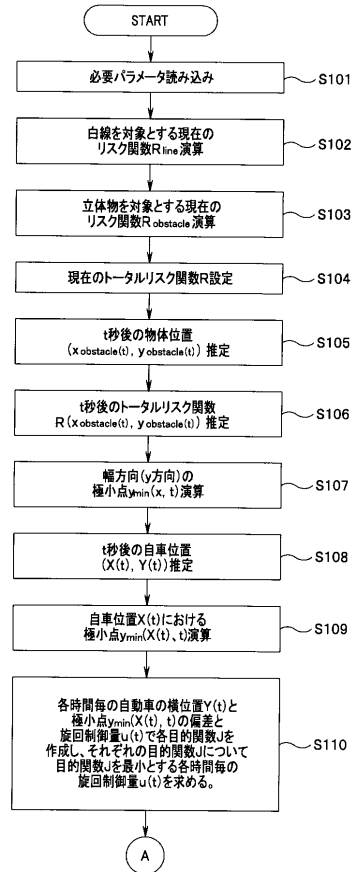 START
必要パラメータ読み込み
S101
白線を対象とする現在の
リスク関数Rline演算
S102
立体物を対象とする現在の
リスク関数Robstacle演算
S103
現在のトータルリスク関数R設定
S104
t秒後の物体位置
(xobstacle(t), yobstacle(t)) 推定
S105
t秒後のトータルリスク関数
R(xobstacle(t), yobstacle(t)) 推定
S106
幅方向(y方向)の
極小点ymin(x, t)演算
S107
t秒後の自車位置
(X(t), Y(t))推定
S108
自車位置X(t)における
極小点ymin(X(t)、t)演算
S109
各時間毎の自動車の横位置Y(t)と
極小点ymin(X(t), t)の偏差と
旋回制御量u(t)で各目的関数Jを
作成し、それぞれの目的関数Jについて
目的関数Jを最小とする各時間毎の
旋回制御量u(t)を求める。
S110
A